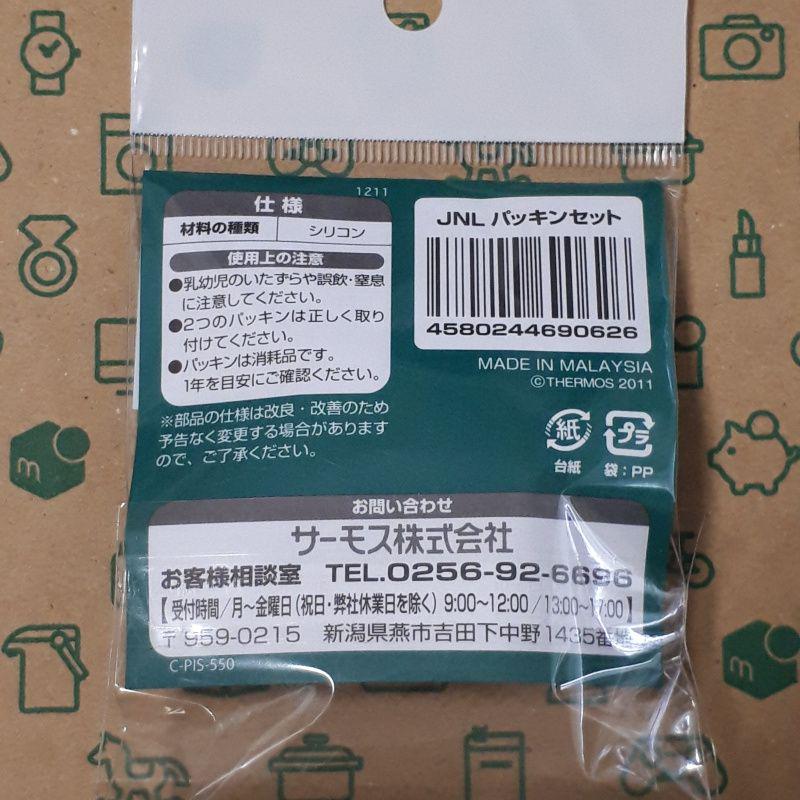 1211
仕様
材料の種類 シリコン
使用上の注意
●乳幼児のいたずらや誤飲・窒息
に注意してください。
●2つのパッキンは正しく取り
付けてください。
●パッキンは消耗品です。
1年を目安にご確認ください。
※部品の仕様は改良・改善のため
予告なく変更する場合があります
ので、ご了承ください。
JNL パッキンセット
4580244690626
MADE IN MALAYSIA
©THERMOS 2011
紙 プラ
台紙 袋:PP
お問い合わせ
サーモス株式会社
お客様相談室 TEL.0256-92-6696
【受付時間/月〜金曜日(祝日・弊社休業日を除く) 9:00〜12:00/13:00〜17:00】
〒959-0215 新潟県燕市吉田下中野1435番地
C-PIS-550
m
m